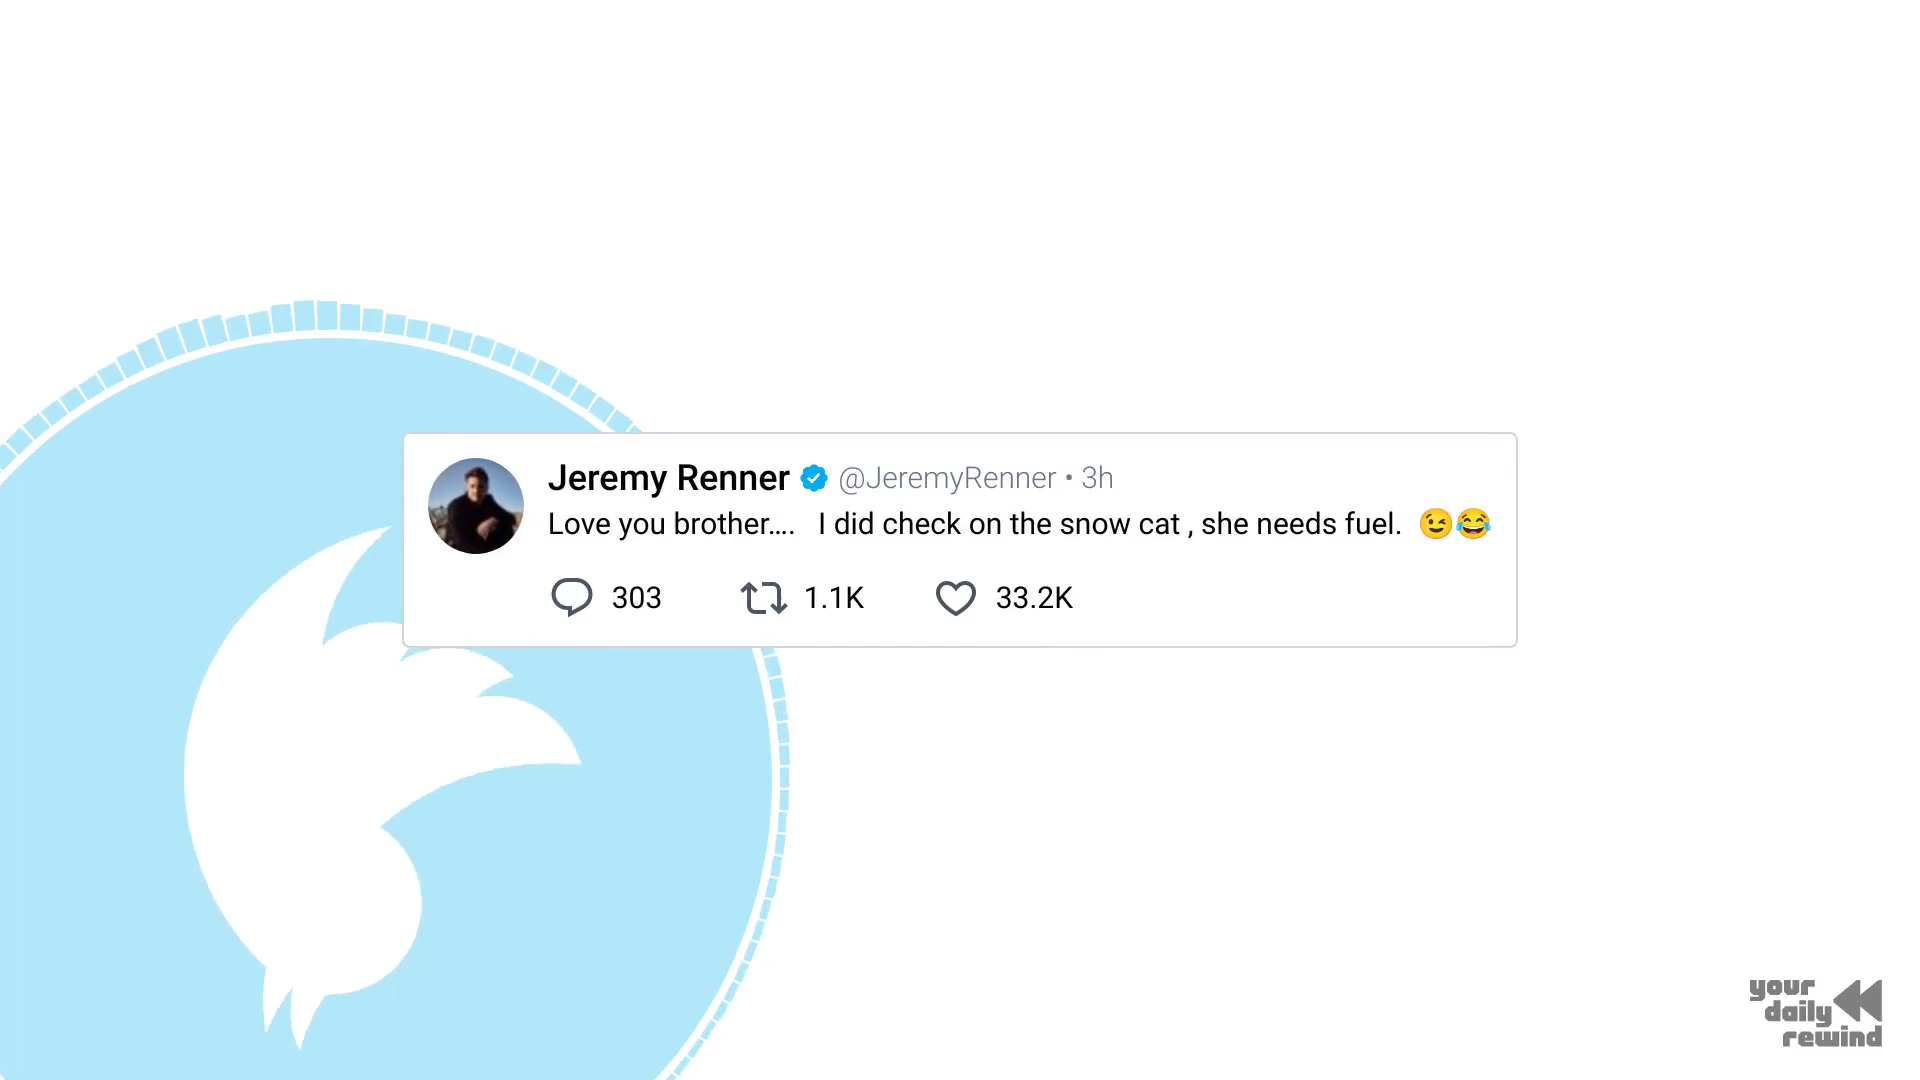 Jeremy Renner @JeremyRenner • 3h
Love you brother.... I did check on the snow cat , she needs fuel. 😉😂
303 1.1K 33.2K
your
daily
rewind